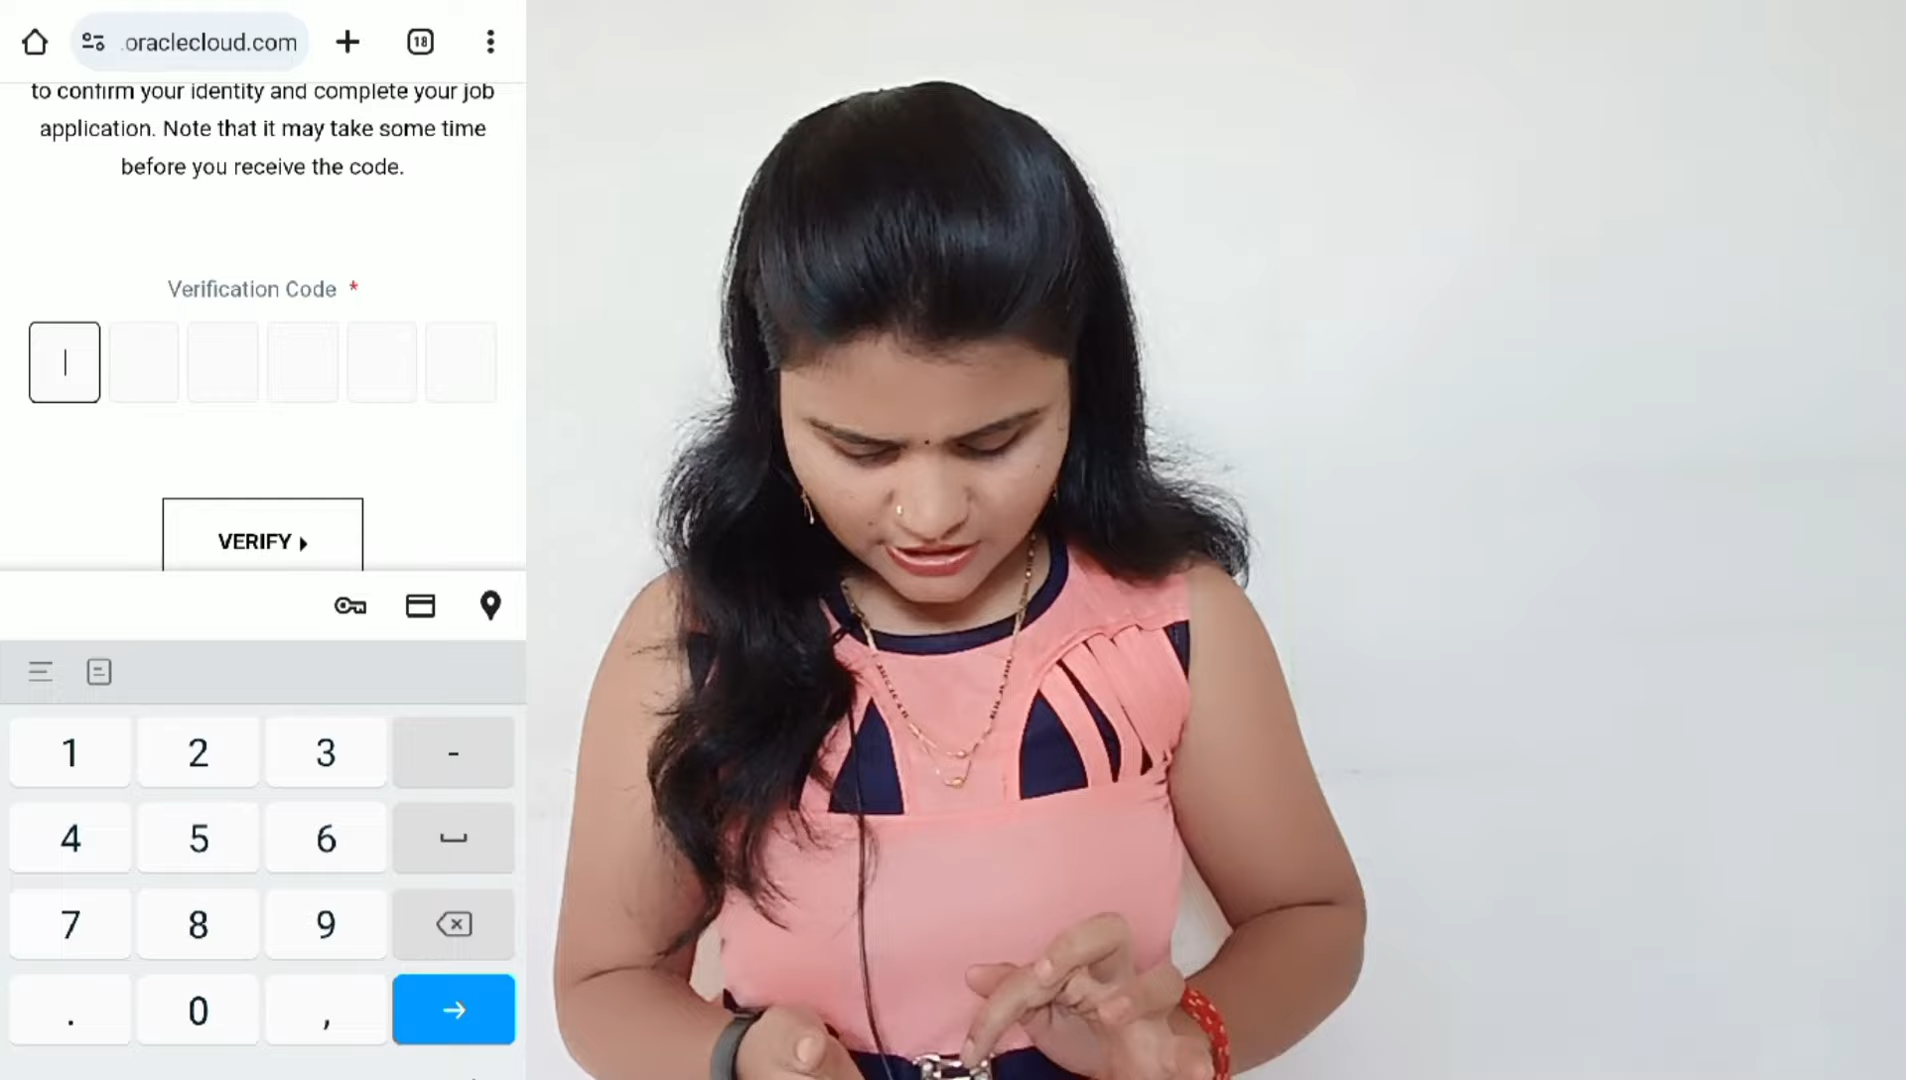 18
.oraclecloud.com
to confirm your identity and complete your job
application. Note that it may take some time
before you receive the code.
Verification Code *
VERIFY
1 2 3 -
4 5 6
7 8 9
. 0 ,